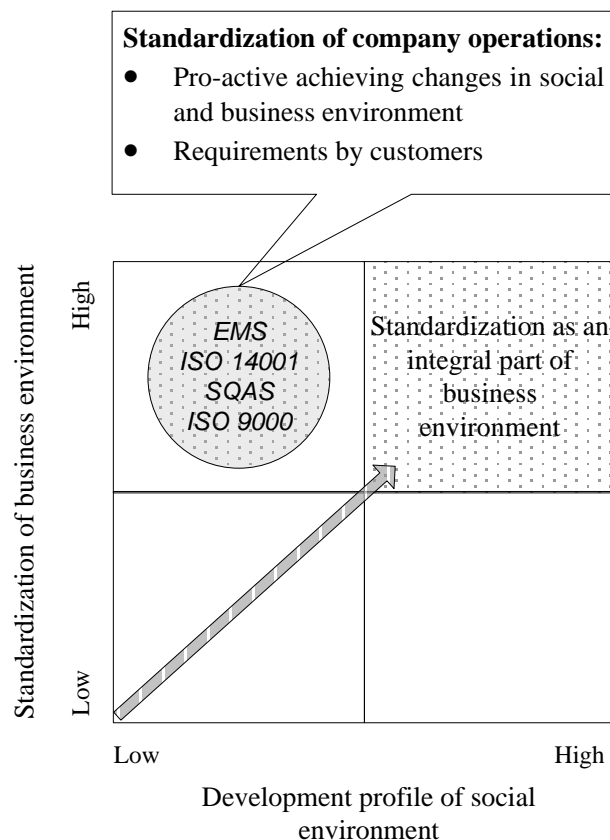 Standardization of company operations:
● Pro-active achieving changes in social
and business environment
● Requirements by customers
Standardization of business environment
High
Low
EMS
ISO 14001
SQAS
ISO 9000
Standardization as an
integral part of
business
environment
Low
High
Development profile of social
environment